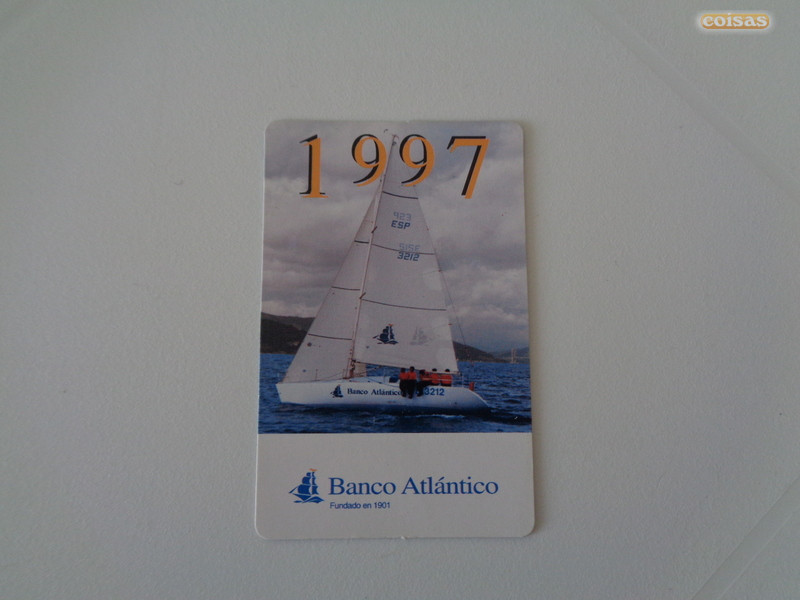 coisas
1997
ESP
3212
Banco Atlántico 3212
Banco Atlántico
Fundado en 1901